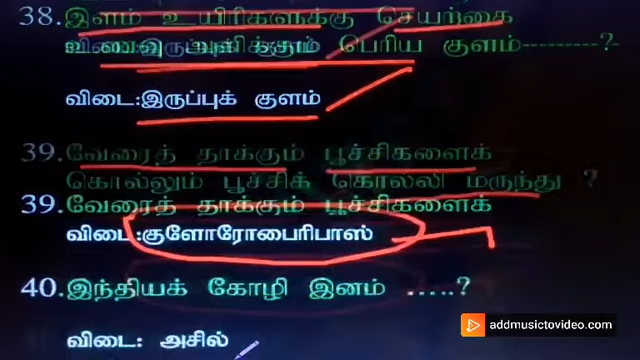 38. இளம் உயிரிகளுக்கு செயற்கை
பெரிய குளம்---------?
விடை:இருப்புக் குளம்
39. வேரைத் தாக்கும் பூச்சிகளைக்
கொல்லும் பூச்சிக் கொல்லி மருந்து ?
39. வேரைத் தாக்கும் பூச்சிகளைக்
விடை:குளோரோபைரிபாஸ்
40. இந்தியக் கோழி இனம் .....?
விடை: அசில்
addmusictovideo.com